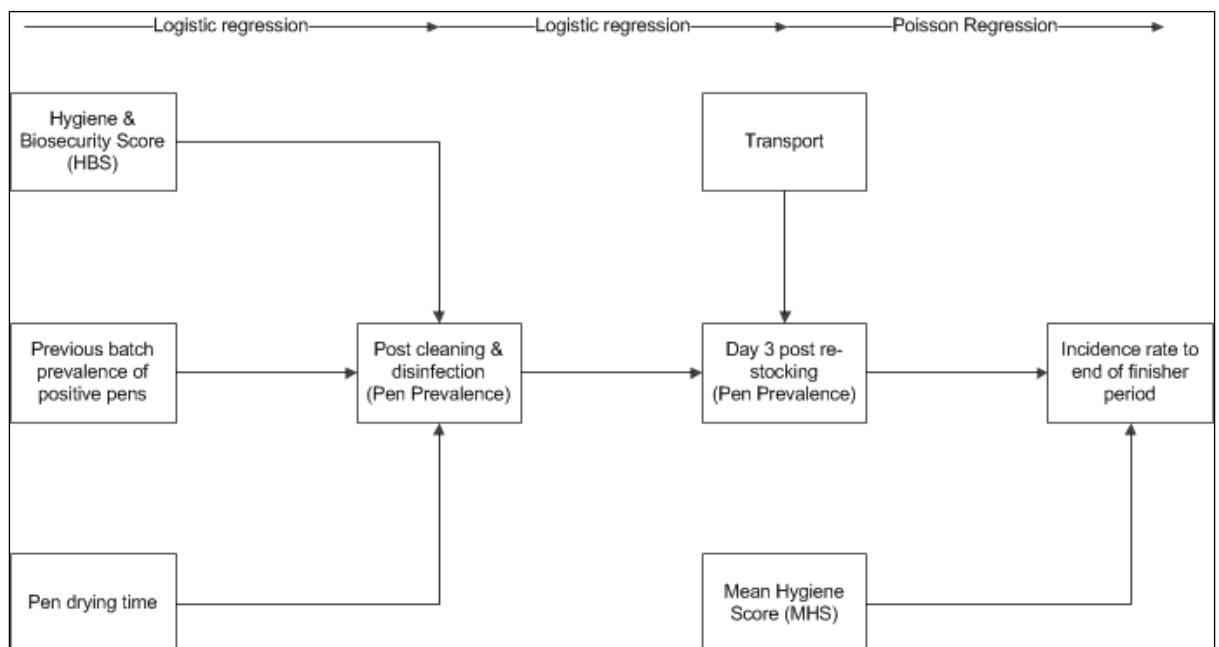 Logistic regression
Logistic regression
Poisson Regression
Hygiene &
Biosecurity Score
(HBS)
Transport
Previous batch
prevalence of
positive pens
Post cleaning &
disinfection
(Pen Prevalence)
Day 3 post re-
stocking
(Pen Prevalence)
Incidence rate to
end of finisher
period
Pen drying time
Mean Hygiene
Score (MHS)